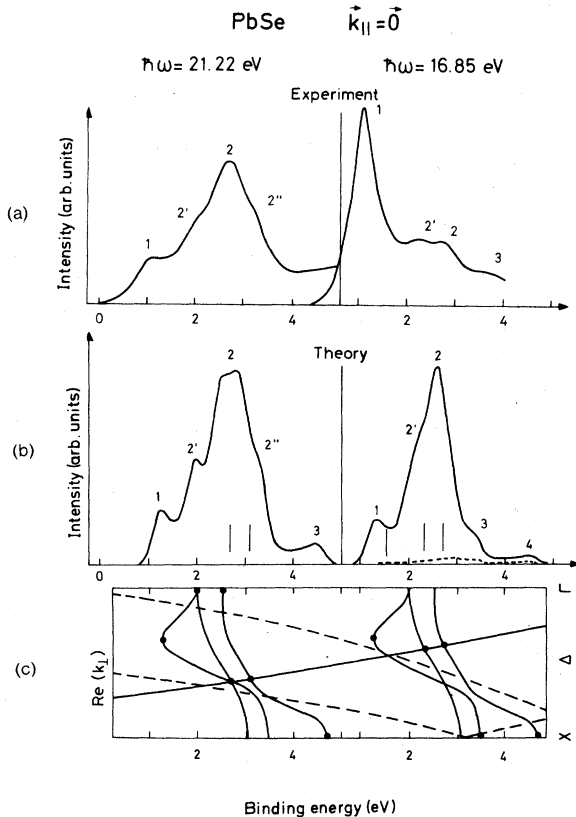 PbSe k⃗|| = 0⃗
ħω = 21.22 eV ħω = 16.85 eV
Experiment
(a)
Intensity (arb. units)
1 2' 2 2''
1 2' 2 3
0 2 4 2 4
Theory
(b)
Intensity (arb. units)
1 2' 2 2'' 3
1 2' 2 3 4
0 2 4 2 4
(c)
Re (k⊥)
Γ
Δ
X
2 4 2 4
Binding energy (eV)